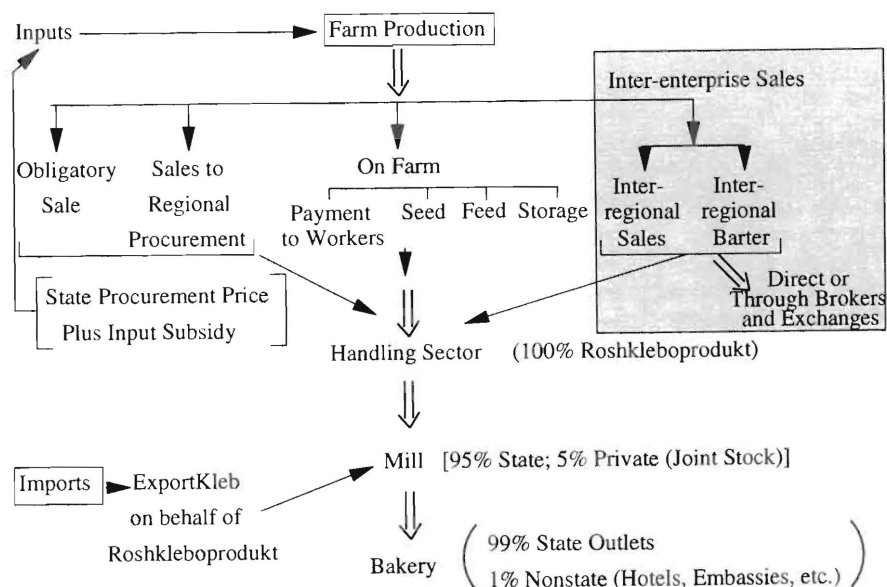 Inputs
Farm Production
Inter-enterprise Sales
Obligatory
Sale
Sales to
Regional
Procurement
On Farm
Payment
to Workers
Seed
Feed
Storage
Inter-
regional
Sales
Inter-
regional
Barter
Direct or
Through Brokers
and Exchanges
State Procurement Price
Plus Input Subsidy
Handling Sector (100% Roshkleboprodukt)
Mill [95% State; 5% Private (Joint Stock)]
Imports
ExportKleb
on behalf of
Roshkleboprodukt
Bakery
99% State Outlets
1% Nonstate (Hotels, Embassies, etc.)